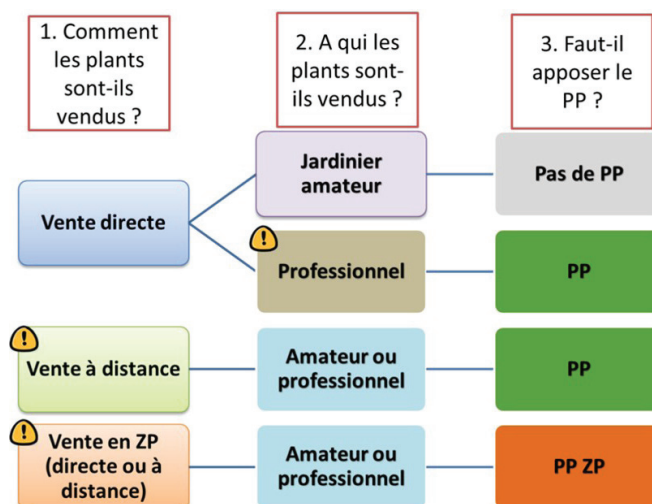 1. Comment
les plants
sont-ils
vendus ?
2. A qui les
plants sont-
ils vendus ?
3. Faut-il
apposer le
PP ?
Vente directe
Jardinier
amateur
Pas de PP
!
Professionnel
PP
!
Vente à distance
Amateur ou
professionnel
PP
!
Vente en ZP
(directe ou à
distance)
Amateur ou
professionnel
PP ZP